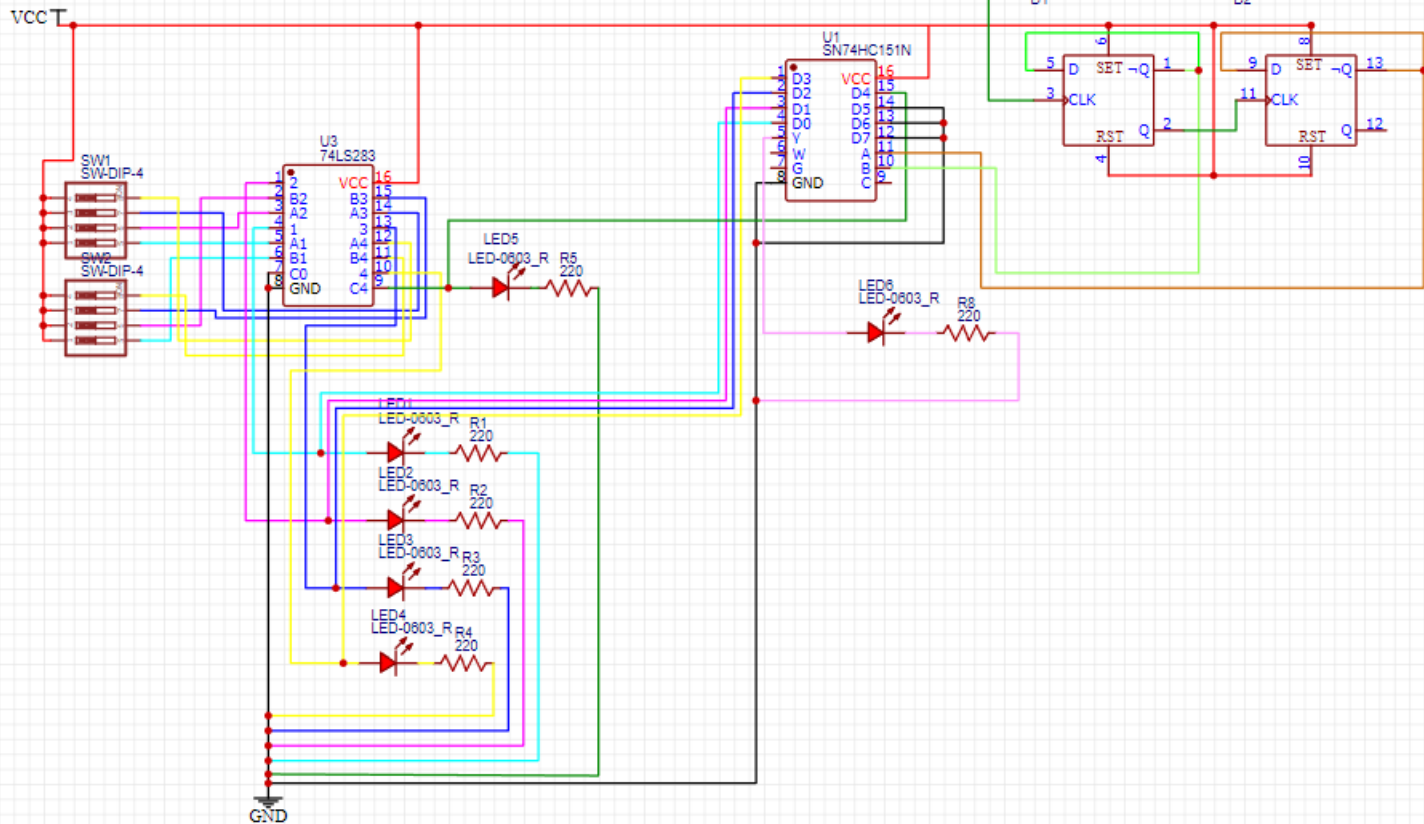 VCC
U1
SN74HC151N
1 D3 VCC 16
2 D2 D4 15
3 D1 D5 14
4 D0 D6 13
5 Y D7 12
6 W A 11
7 G B 10
8 GND C 9
6
5 D SET ¬Q 1
3 CLK
Q 2
RST
4
8
9 D SET ¬Q 13
11 CLK
Q 12
RST
10
U3
74LS283
1 2 VCC 16
2 B2 B3 15
3 A2 A3 14
4 1 3 13
5 A1 A4 12
6 B1 B4 11
7 C0 4 10
8 GND C4 9
SW1
SW-DIP-4
SW2
SW-DIP-4
LED5
LED-0603_R
R5
220
LED6
LED-0603_R
R8
220
LED1
LED-0603_R
R1
220
LED2
LED-0603_R
R2
220
LED3
LED-0603_R
R3
220
LED4
LED-0603_R
R4
220
GND